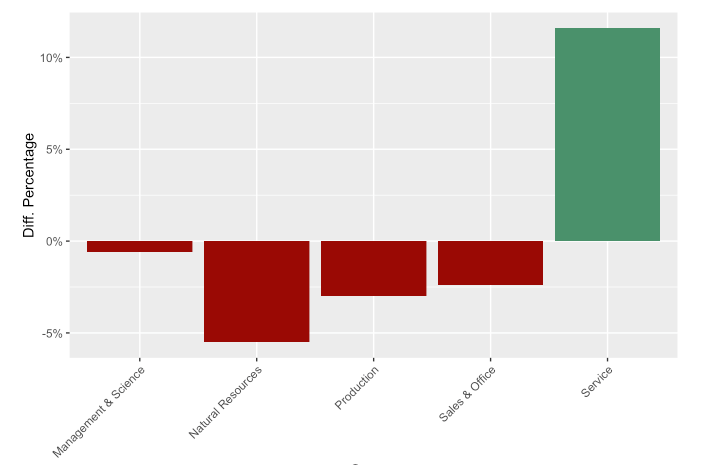 Diff. Percentage
10%
5%
0%
-5%
Management & Science
Natural Resources
Production
Sales & Office
Service